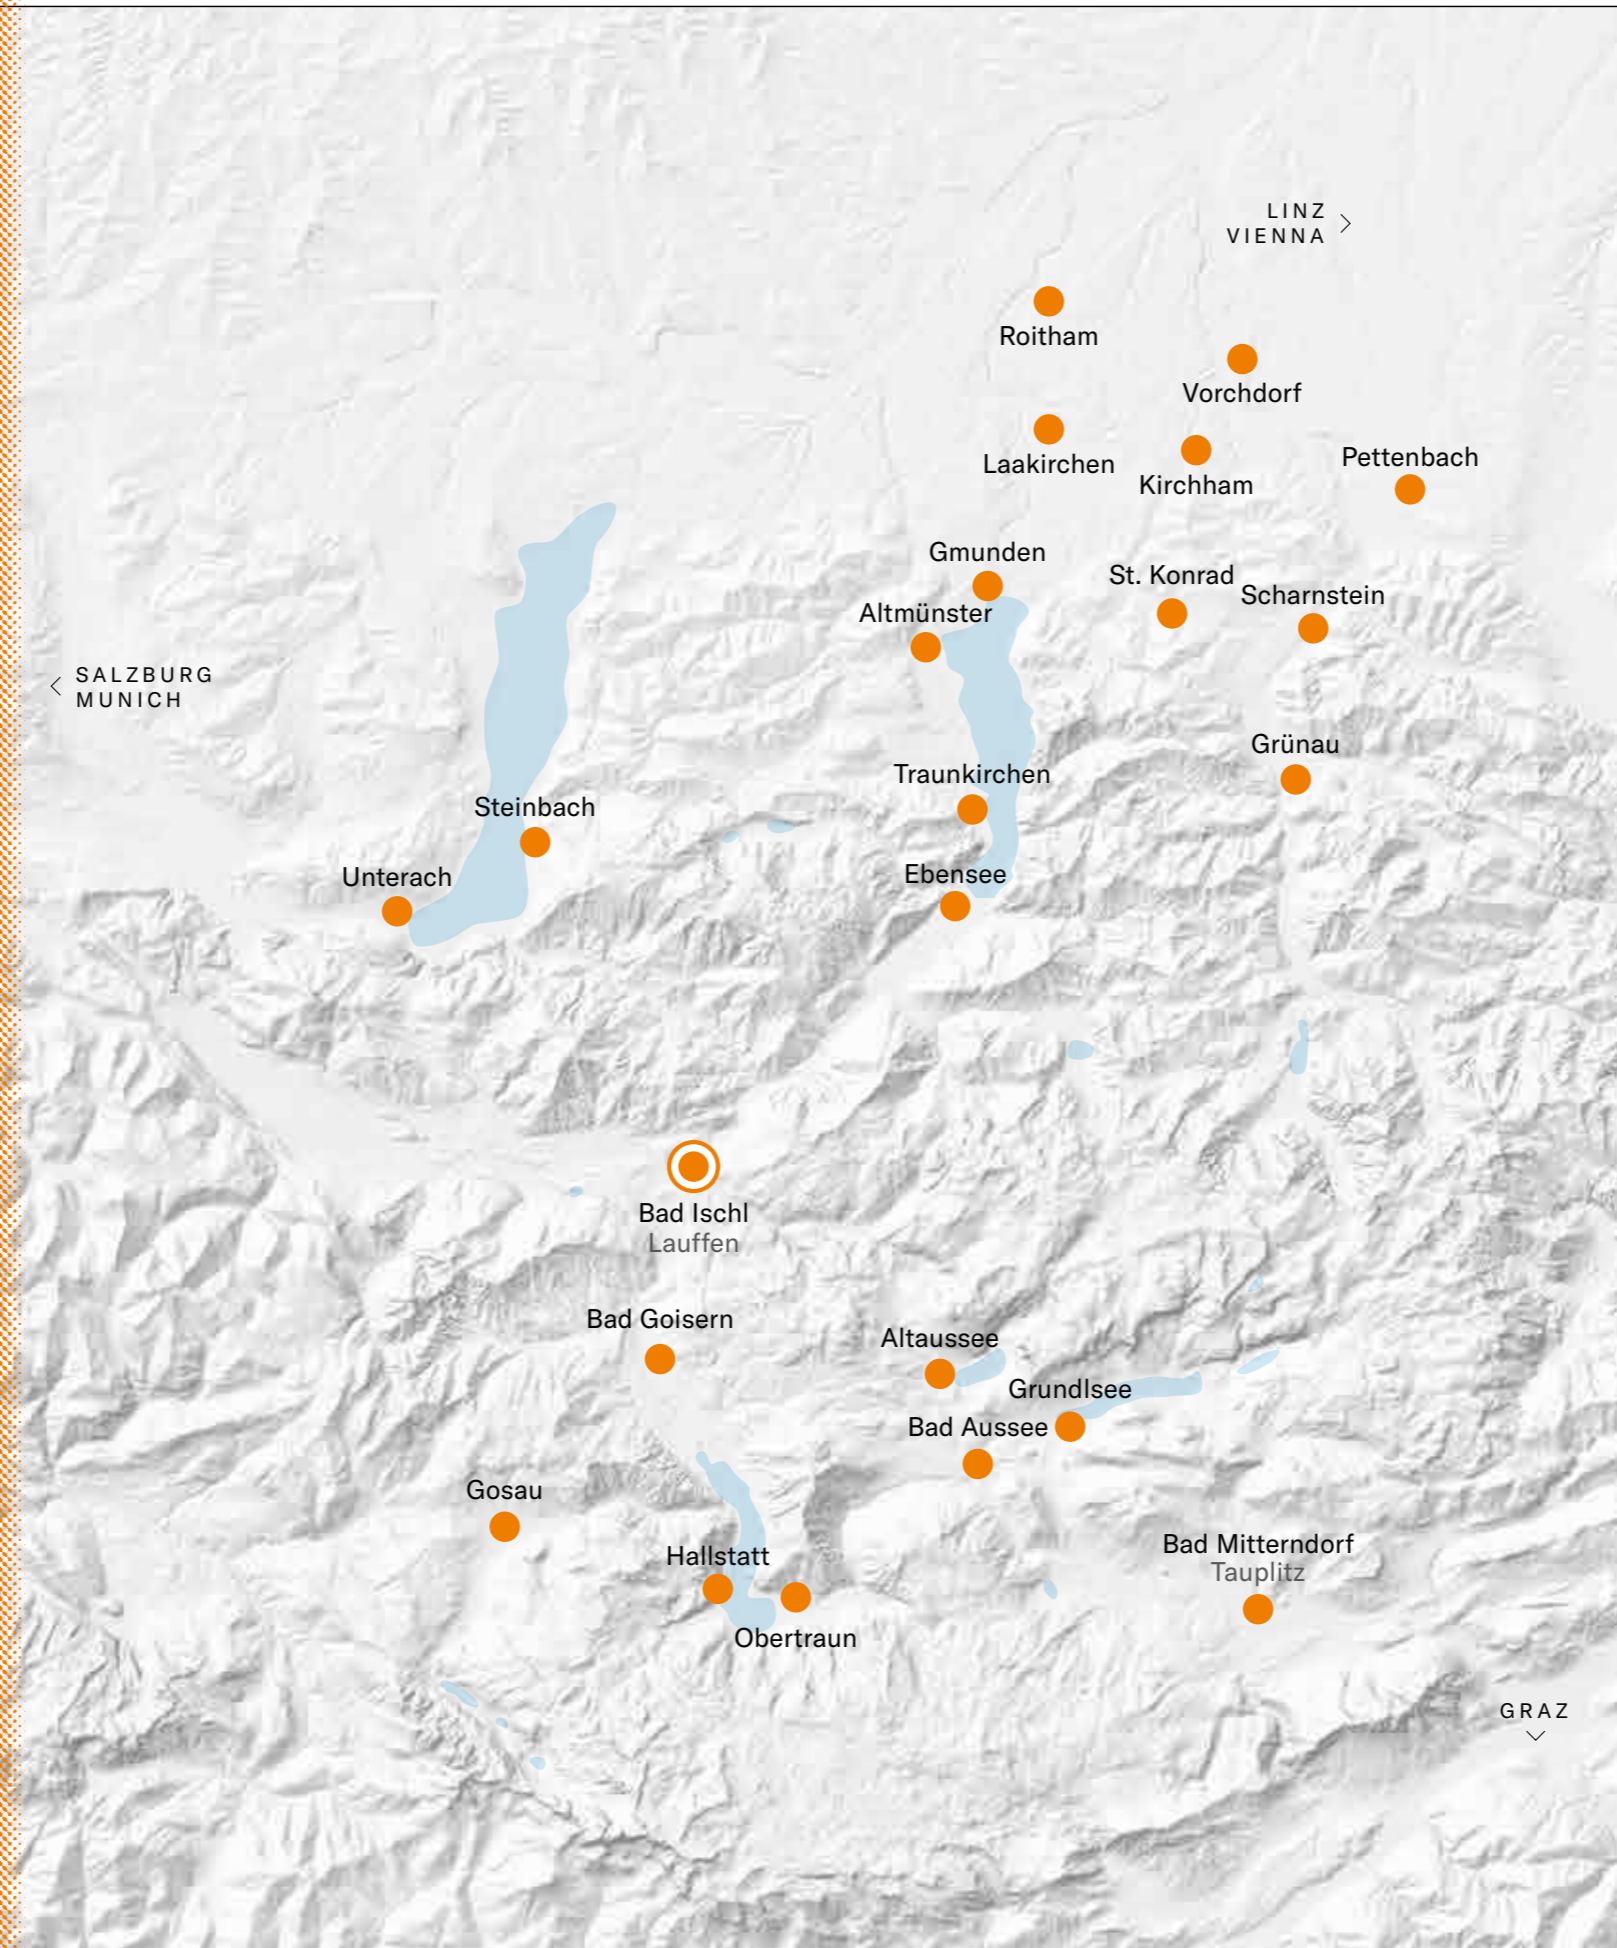 LINZ
VIENNA
Roitham
Vorchdorf
Laakirchen
Pettenbach
Kirchham
Gmunden
St. Konrad
Scharnstein
Altmünster
SALZBURG
MUNICH
Grünau
Traunkirchen
Steinbach
Ebensee
Unterach
Bad Ischl
Lauffen
Bad Goisern
Altaussee
Grundlsee
Bad Aussee
Gosau
Bad Mitterndorf
Tauplitz
Hallstatt
Obertraun
GRAZ